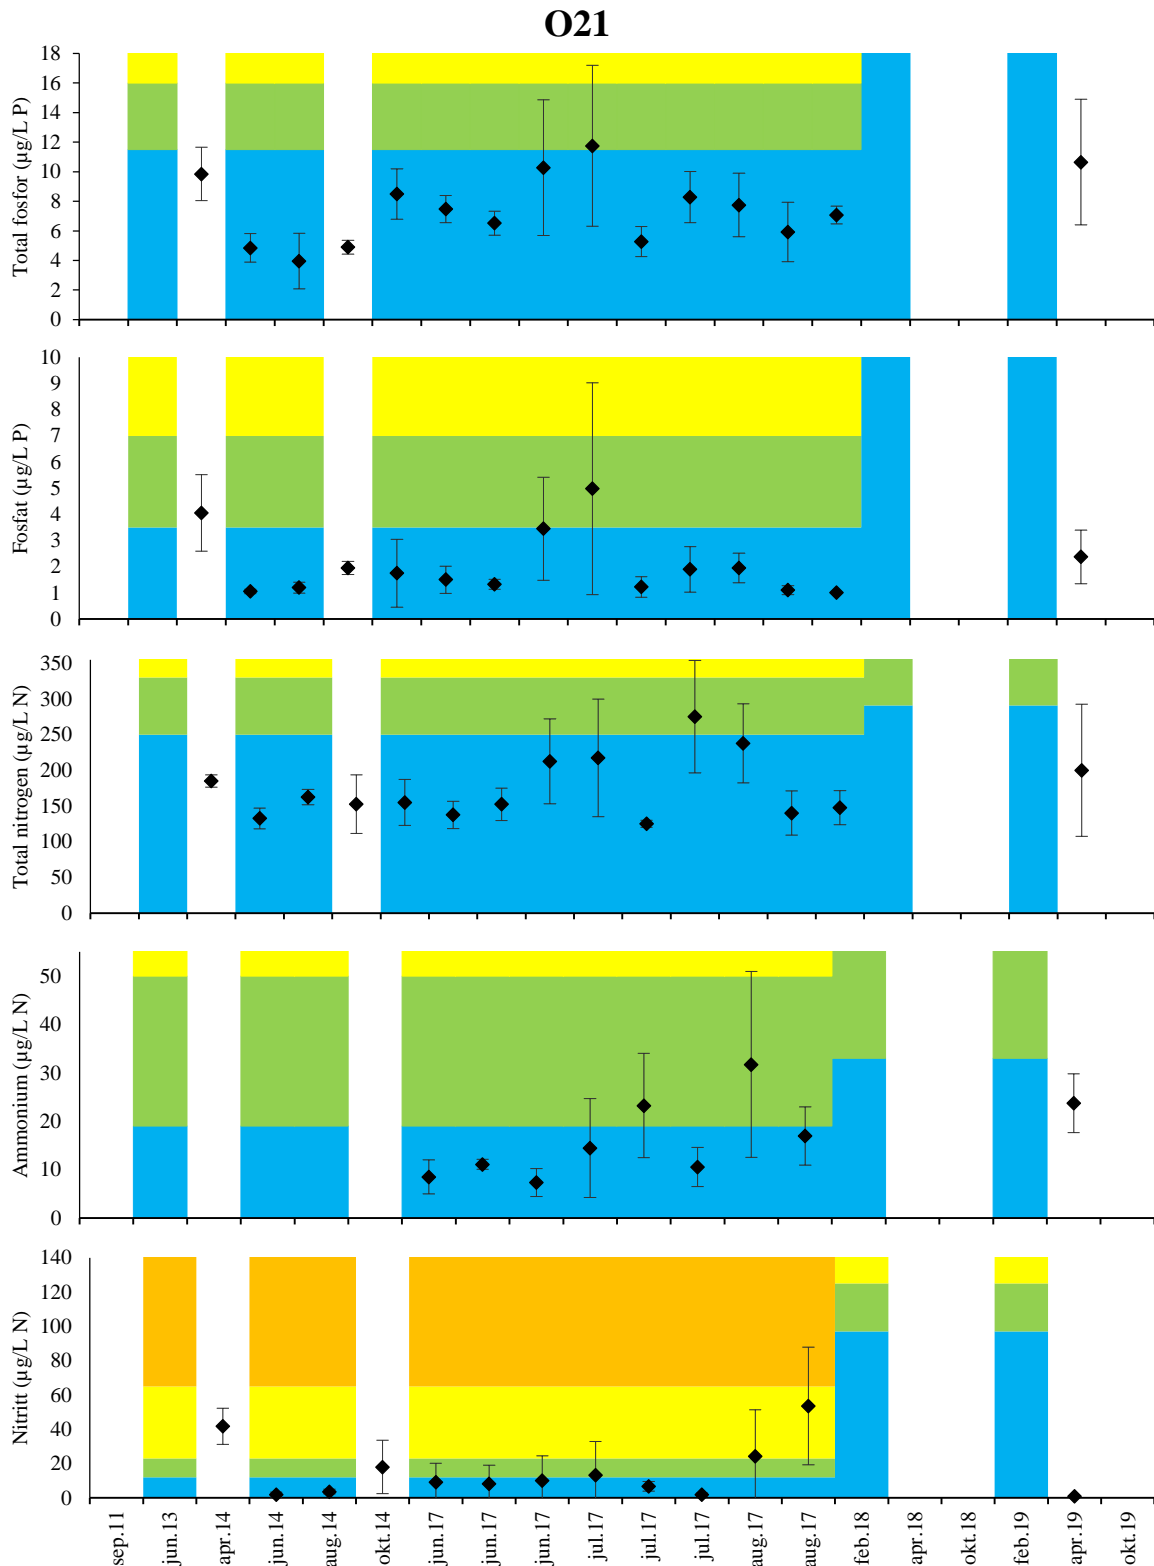 O21
Total fosfor (µg/L P)
18
16
14
12
10
8
6
4
2
0
Fosfat (µg/L P)
10
9
8
7
6
5
4
3
2
1
0
Total nitrogen (µg/L N)
350
300
250
200
150
100
50
0
Ammonium (µg/L N)
50
40
30
20
10
0
Nitritt (µg/L N)
140
120
100
80
60
40
20
0
sep.11
jun.13
apr.14
jun.14
aug.14
okt.14
jun.17
jun.17
jun.17
jul.17
jul.17
jul.17
aug.17
aug.17
feb.18
apr.18
okt.18
feb.19
apr.19
okt.19